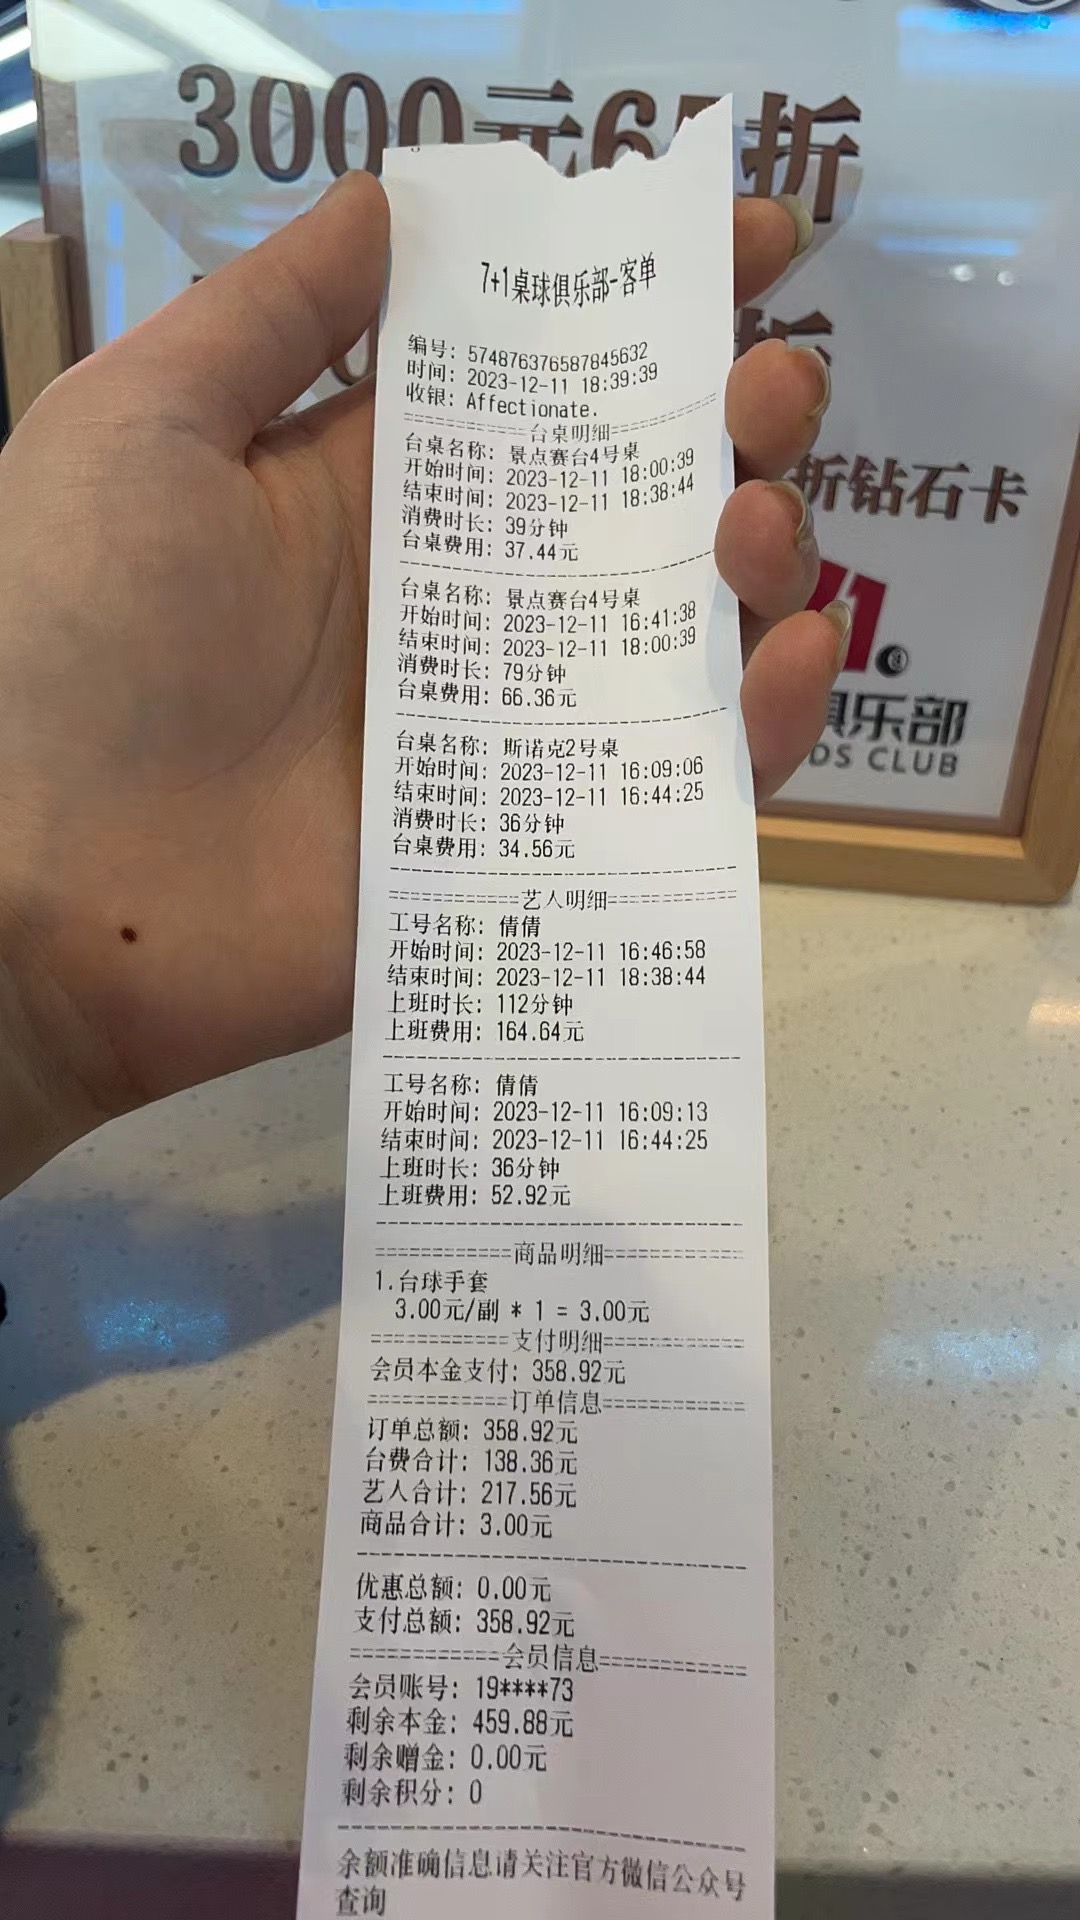 3000元65折
折
7+1桌球俱乐部-客单
编号: 574876376587845632
时间: 2023-12-11 18:39:39
收银: Affectionate.
===========台桌明细===========
台桌名称: 景点赛台4号桌
开始时间: 2023-12-11 18:00:39
结束时间: 2023-12-11 18:38:44
消费时长: 39分钟
台桌费用: 37.44元
台桌名称: 景点赛台4号桌
开始时间: 2023-12-11 16:41:38
结束时间: 2023-12-11 18:00:39
消费时长: 79分钟
台桌费用: 66.36元
台桌名称: 斯诺克2号桌
开始时间: 2023-12-11 16:09:06
结束时间: 2023-12-11 16:44:25
消费时长: 36分钟
台桌费用: 34.56元
===========艺人明细===========
工号名称: 倩倩
开始时间: 2023-12-11 16:46:58
结束时间: 2023-12-11 18:38:44
上班时长: 112分钟
上班费用: 164.64元
工号名称: 倩倩
开始时间: 2023-12-11 16:09:13
结束时间: 2023-12-11 16:44:25
上班时长: 36分钟
上班费用: 52.92元
===========商品明细===========
1.台球手套
3.00元/副 * 1 = 3.00元
===========支付明细===========
会员本金支付: 358.92元
===========订单信息===========
订单总额: 358.92元
台费合计: 138.36元
艺人合计: 217.56元
商品合计: 3.00元
优惠总额: 0.00元
支付总额: 358.92元
===========会员信息===========
会员账号: 19****73
剩余本金: 459.88元
剩余赠金: 0.00元
剩余积分: 0
余额准确信息请关注官方微信公众号
查询
折钻石卡
1
俱乐部
DS CLUB